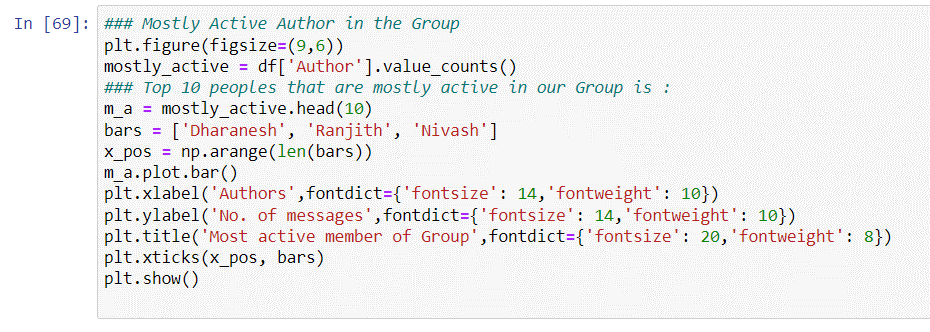 In [69]: ### Mostly Active Author in the Group
plt.figure(figsize=(9,6))
mostly_active = df['Author'].value_counts()
### Top 10 peoples that are mostly active in our Group is :
m_a = mostly_active.head(10)
bars = ['Dharanesh', 'Ranjith', 'Nivash']
x_pos = np.arange(len(bars))
m_a.plot.bar()
plt.xlabel('Authors',fontdict={'fontsize': 14,'fontweight': 10})
plt.ylabel('No. of messages',fontdict={'fontsize': 14,'fontweight': 10})
plt.title('Most active member of Group',fontdict={'fontsize': 20,'fontweight': 8})
plt.xticks(x_pos, bars)
plt.show()